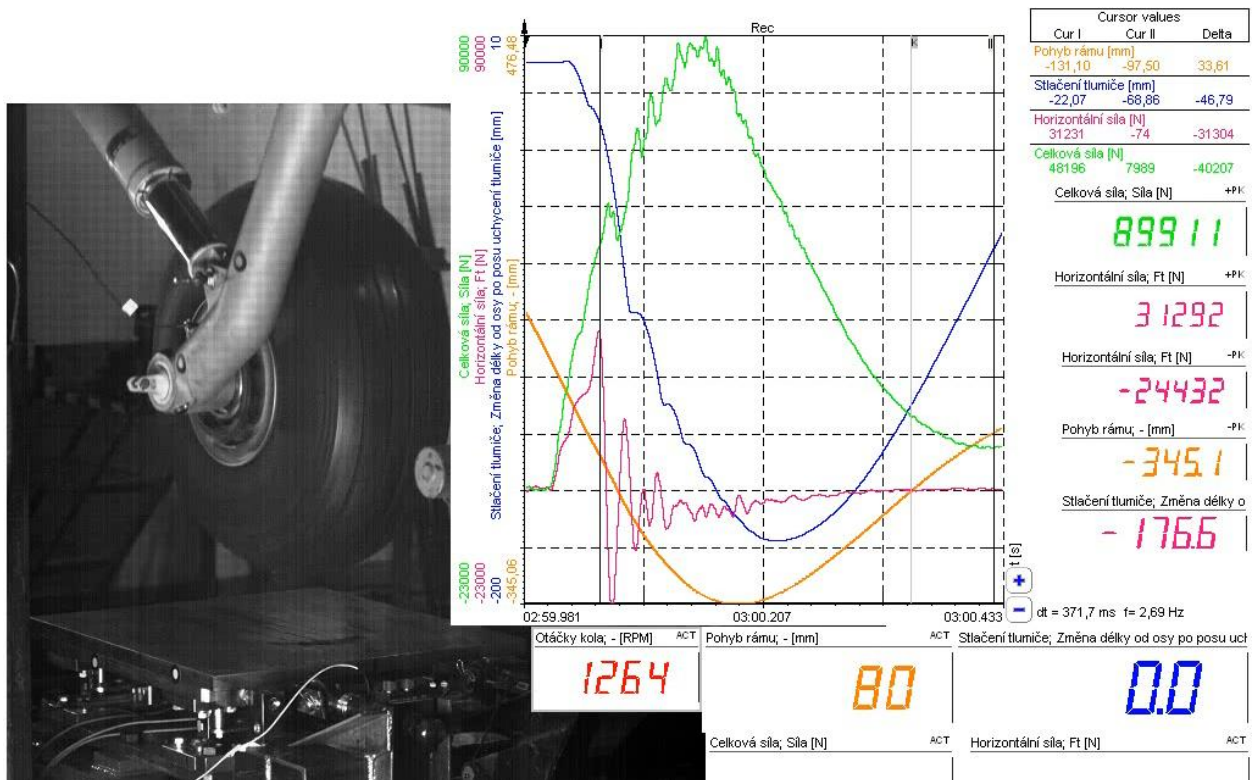 Rec
90000
90000
10
476,48
Celková síla; Síla [N]
Horizontální síla; Ft [N]
Stlačení tlumiče; Změna délky od osy po posu uchycení tlumiče [mm]
Pohyb rámu; - [mm]
-23000
-23000
-200
-345,06
02:59.981
03:00.207
03:00.433
t [s]
Cursor values
Cur I Cur II Delta
Pohyb rámu [mm]
-131,10 -97,50 33,61
Stlačení tlumiče [mm]
-22,07 -68,86 -46,79
Horizontální síla [N]
31231 -74 -31304
Celková síla [N]
48196 7989 -40207
Celková síla; Síla [N] +PK
89911
Horizontální síla; Ft [N] +PK
31292
Horizontální síla; Ft [N] -PK
-24432
Pohyb rámu; - [mm] -PK
-345.1
Stlačení tlumiče; Změna délky o
-176.6
+
−
dt = 371,7 ms f= 2,69 Hz
Otáčky kola; - [RPM] ACT
1264
Pohyb rámu; - [mm] ACT
80
Stlačení tlumiče; Změna délky od osy po posu ucl
0.0
Celková síla; Síla [N] ACT
Horizontální síla; Ft [N] ACT